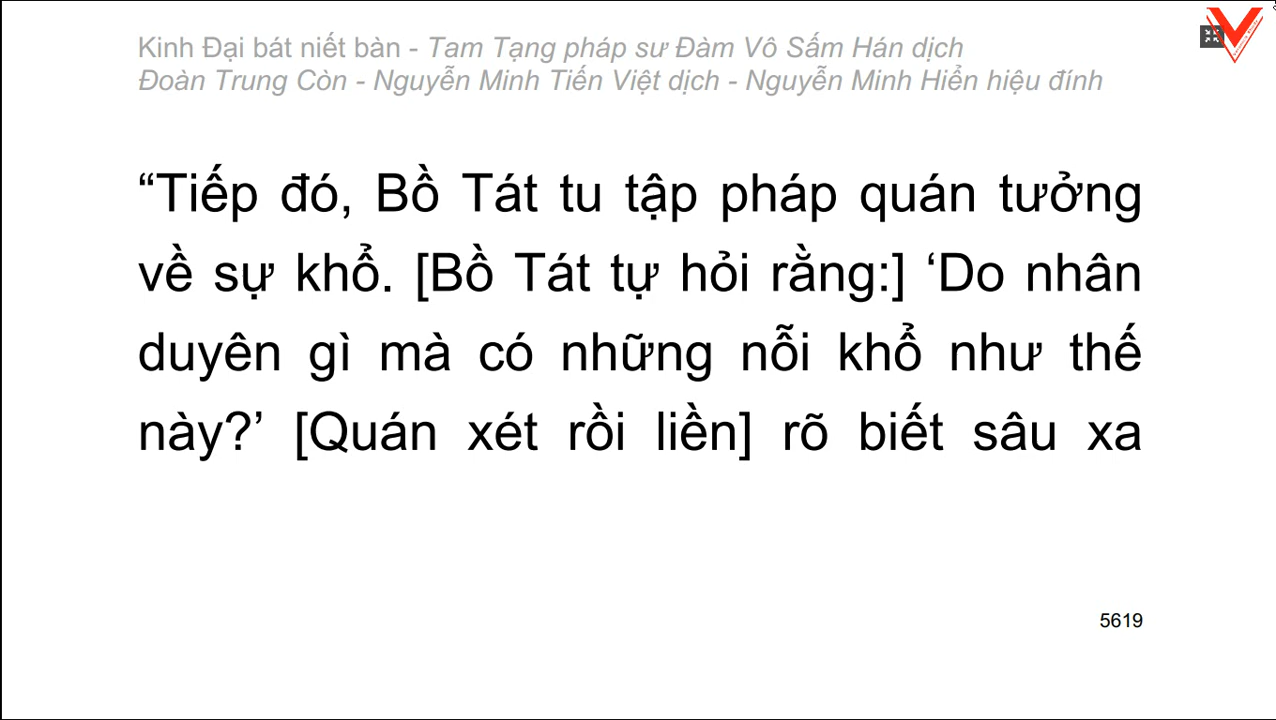 Kinh Đại bát niết bàn - Tam Tạng pháp sư Đàm Vô Sấm Hán dịch
Đoàn Trung Còn - Nguyễn Minh Tiến Việt dịch - Nguyễn Minh Hiển hiệu đính
“Tiếp đó, Bồ Tát tu tập pháp quán tưởng
về sự khổ. [Bồ Tát tự hỏi rằng:] ‘Do nhân
duyên gì mà có những nỗi khổ như thế
này?’ [Quán xét rồi liền] rõ biết sâu xa
5619